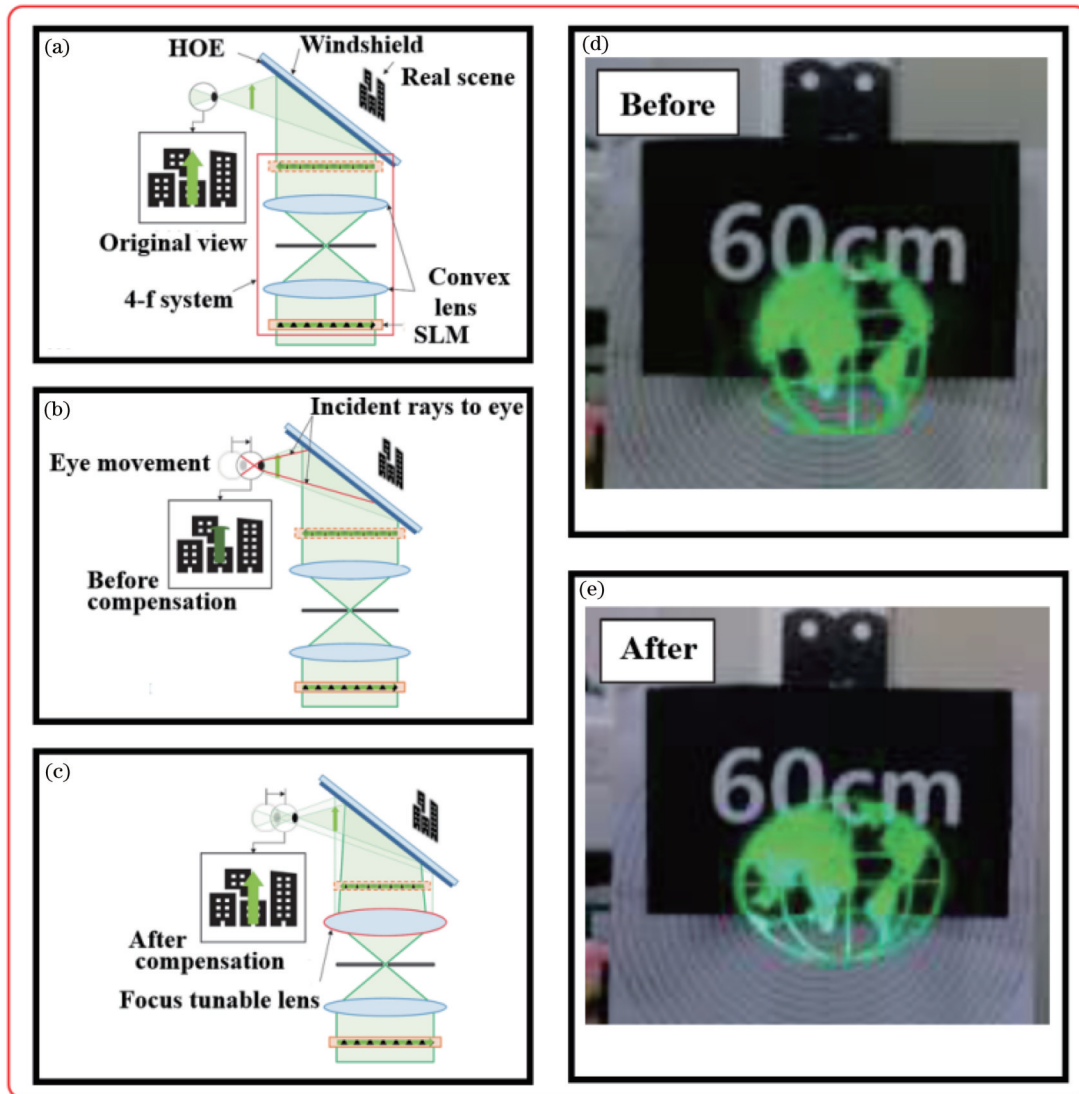 (a)
HOE
Windshield
Real scene
Original view
4-f system
Convex
lens
SLM
(b)
Incident rays to eye
Eye movement
Before
compensation
(c)
After
compensation
Focus tunable lens
(d)
Before
60cm
(e)
After
60cm